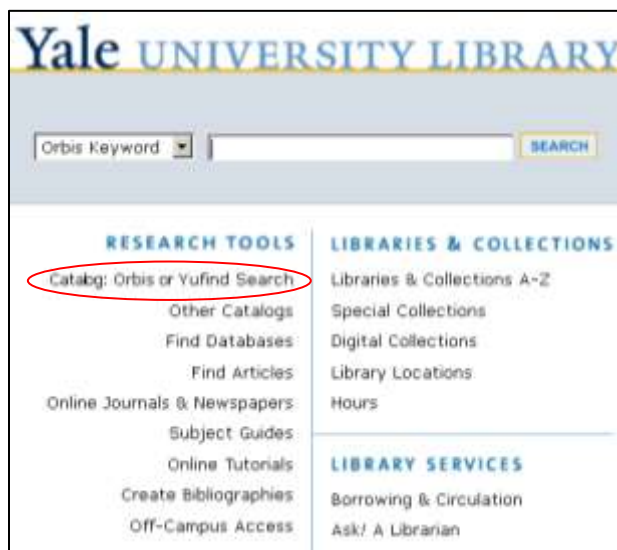 Yale UNIVERSITY LIBRARY
Orbis Keyword
SEARCH
RESEARCH TOOLS
Catalog: Orbis or Yufind Search
Other Catalogs
Find Databases
Find Articles
Online Journals & Newspapers
Subject Guides
Online Tutorials
Create Bibliographies
Off-Campus Access
LIBRARIES & COLLECTIONS
Libraries & Collections A-Z
Special Collections
Digital Collections
Library Locations
Hours
LIBRARY SERVICES
Borrowing & Circulation
Ask! A Librarian